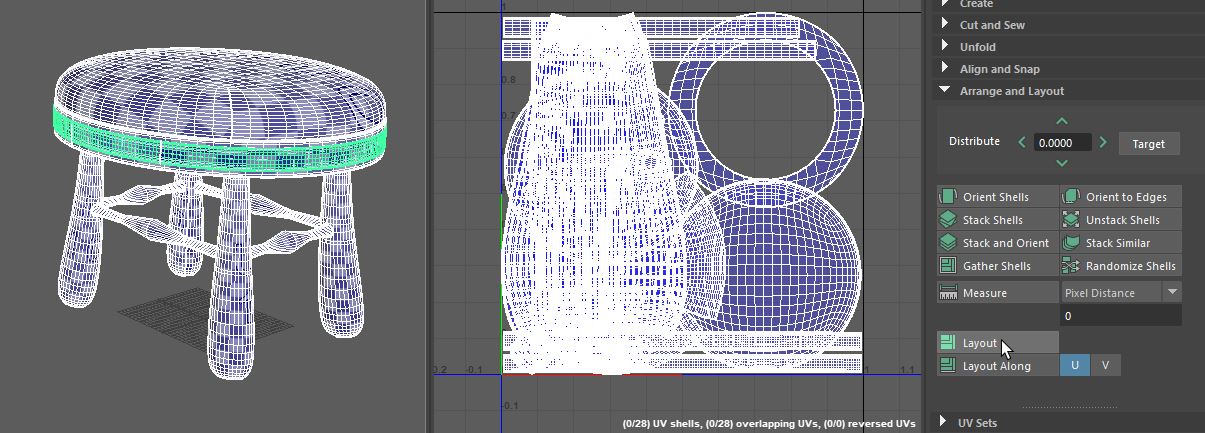 Create
Cut and Sew
Unfold
Align and Snap
Arrange and Layout
Distribute 0.0000 Target
Orient Shells Orient to Edges
Stack Shells Unstack Shells
Stack and Orient Stack Similar
Gather Shells Randomize Shells
Measure Pixel Distance
0
Layout
Layout Along U V
UV Sets
1
0.8
0.7
0.2 -0.1 1 1.1
-0.1
(0/28) UV shells, (0/28) overlapping UVs, (0/0) reversed UVs